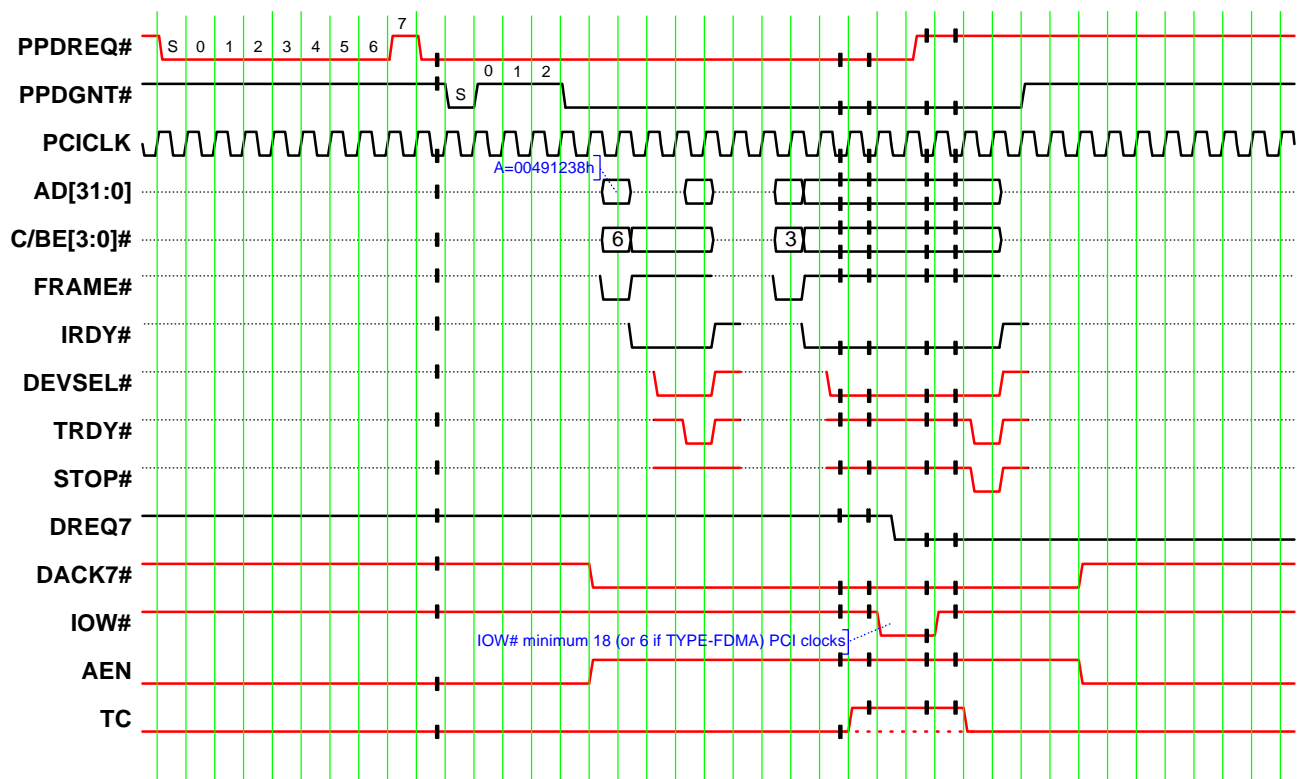 7
PPDREQ# S 0 1 2 3 4 5 6
0 1 2
PPDGNT# S
PCICLK
A=00491238h
AD[31:0]
C/BE[3:0]# 6 3
FRAME#
IRDY#
DEVSEL#
TRDY#
STOP#
DREQ7
DACK7#
IOW#
IOW# minimum 18 (or 6 if TYPE-FDMA) PCI clocks
AEN
TC